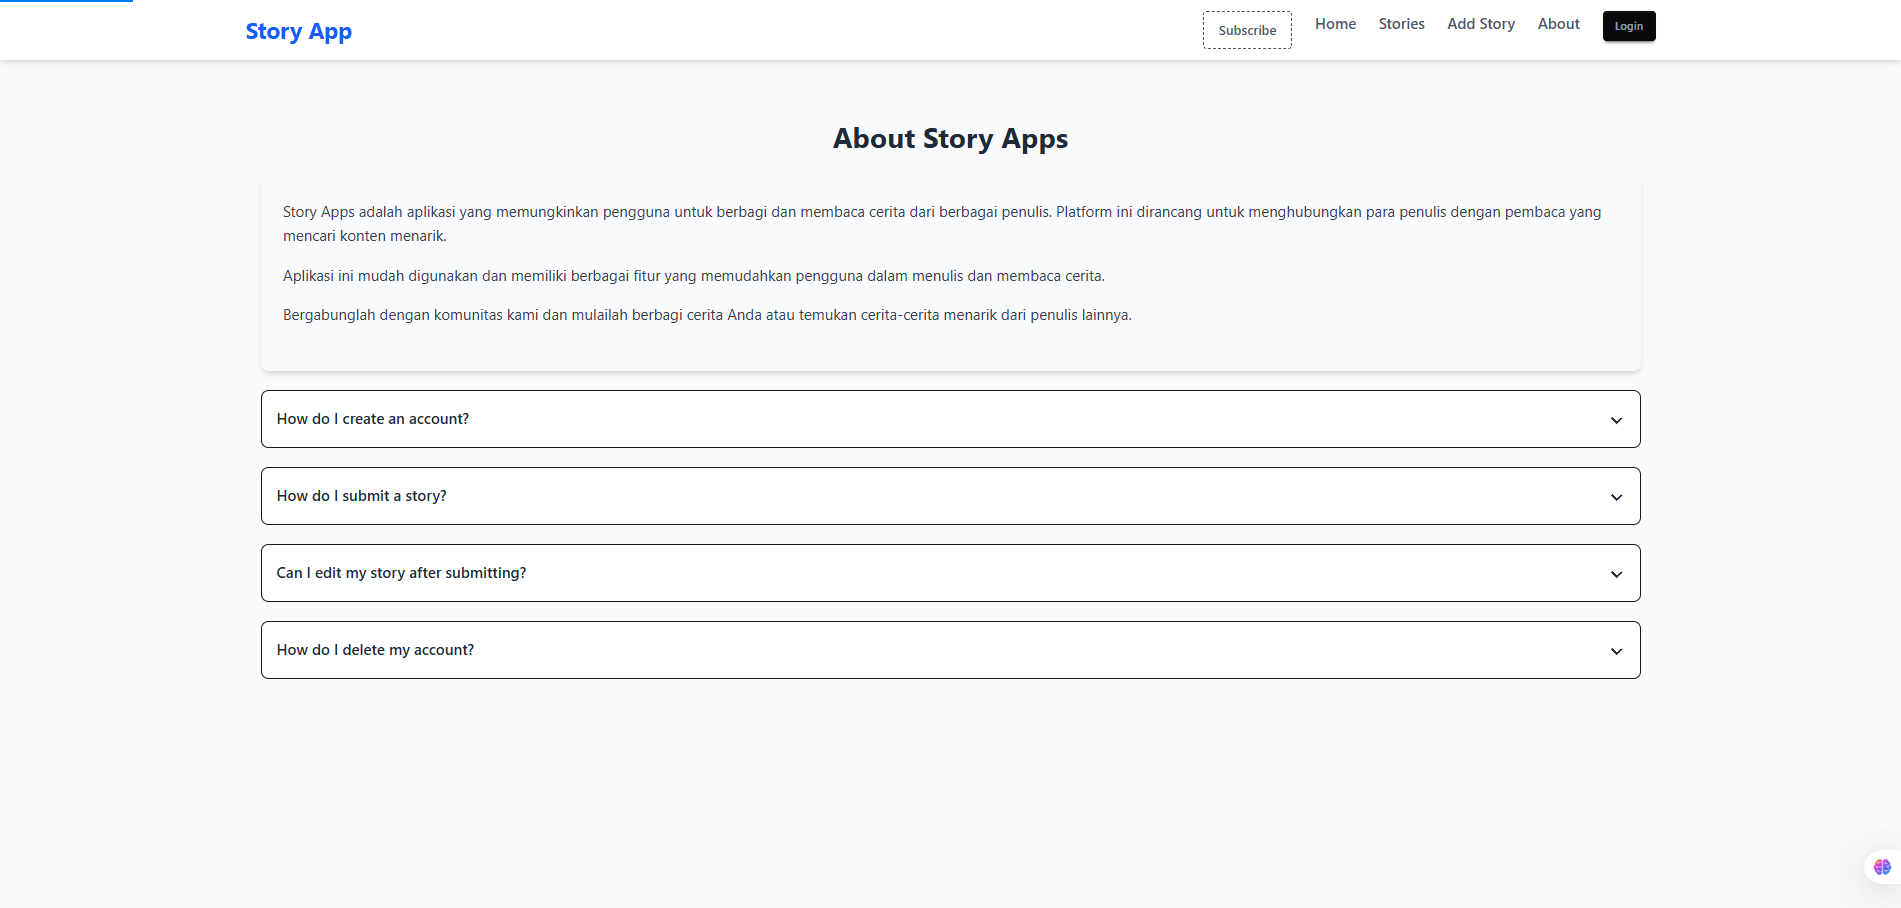 Story App
Subscribe
Home
Stories
Add Story
About
Login
About Story Apps
Story Apps adalah aplikasi yang memungkinkan pengguna untuk berbagi dan membaca cerita dari berbagai penulis. Platform ini dirancang untuk menghubungkan para penulis dengan pembaca yang
mencari konten menarik.
Aplikasi ini mudah digunakan dan memiliki berbagai fitur yang memudahkan pengguna dalam menulis dan membaca cerita.
Bergabunglah dengan komunitas kami dan mulailah berbagi cerita Anda atau temukan cerita-cerita menarik dari penulis lainnya.
How do I create an account?
How do I submit a story?
Can I edit my story after submitting?
How do I delete my account?